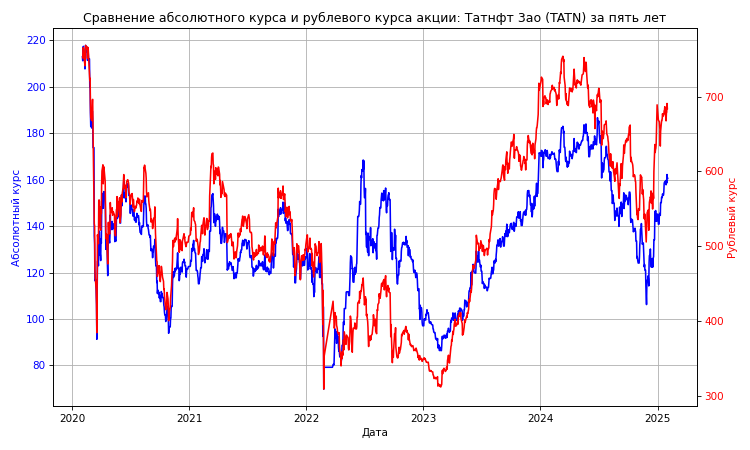 Сравнение абсолютного курса и рублевого курса акции: Татнфт 3ао (TATN) за пять лет
220
200
180
160
140
120
100
80
Абсолютный курс
700
600
500
400
300
Рублевый курс
2020 2021 2022 2023 2024 2025
Дата